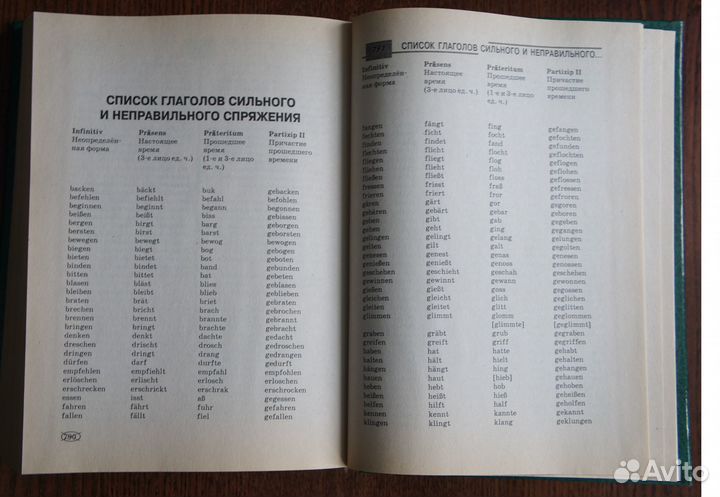 СПИСОК ГЛАГОЛОВ СИЛЬНОГО
И НЕПРАВИЛЬНОГО СПРЯЖЕНИЯ
Infinitiv Präsens Präteritum Partizip II
Неопределён- Настоящее Прошедшее Причастие
ная форма время время прошедшего
(3-е лицо ед. ч.) (1-е и 3-е лицо времени
ед. ч.)
backen bäckt buk gebacken
befehlen befiehlt befahl befohlen
beginnen beginnt begann begonnen
beißen beißt biss gebissen
bergen birgt barg geborgen
bersten birst barst geborsten
bewegen bewegt bewog bewogen
biegen biegt bog gebogen
bieten bietet bot geboten
binden bindet band gebunden
bitten bittet bat gebeten
blasen bläst blies geblasen
bleiben bleibt blieb geblieben
braten brät briet gebraten
brechen bricht brach gebrochen
brennen brennt brannte gebrannt
bringen bringt brachte gebracht
denken denkt dachte gedacht
dreschen drischt drosch gedroschen
dringen dringt drang gedrungen
dürfen darf durfte gedurft
empfehlen empfiehlt empfahl empfohlen
erlöschen erlischt erlosch erloschen
erschrecken erschrickt erschrak erschrocken
essen isst aß gegessen
fahren fährt fuhr gefahren
fallen fällt fiel gefallen
290
СПИСОК ГЛАГОЛОВ СИЛЬНОГО И НЕПРАВИЛЬНОГО...
Infinitiv Präsens Präteritum Partizip II
Неопределён- Настоящее Прошедшее Причастие
ная форма время время прошедшего
(3-е лицо ед. ч.) (1-е и 3-е лицо времени
ед. ч.)
fangen fängt fing gefangen
flechten flicht focht gefochten
finden findet fand gefunden
flechten flicht flocht geflochten
fliegen fliegt flog geflogen
fliehen flieht floh geflohen
fließen fließt floss geflossen
fressen frisst fraß gefressen
frieren friert fror gefroren
gären gärt gor gegoren
gebären gebärt gebar geboren
geben gibt gab gegeben
gehen geht ging gegangen
gelingen gelingt gelang gelungen
gelten gilt galt gegolten
genesen genest genas genesen
genießen genießt genoss genossen
geschehen geschieht geschah geschehen
gewinnen gewinnt gewann gewonnen
gießen gießt goss gegossen
gleichen gleicht glich geglichen
gleiten gleitet glitt geglitten
glimmen glimmt glomm geglommen
[glimmte] [geglimmt]
graben gräbt grub gegraben
greifen greift griff gegriffen
haben hat hatte gehabt
halten hält hielt gehalten
hängen hängt hing gehangen
hauen haut [hieb] gehauen
heben hebt hob gehoben
heißen heißt hieß geheißen
helfen hilft half geholfen
kennen kennt kannte gekannt
klingen klingt klang geklungen
Avito